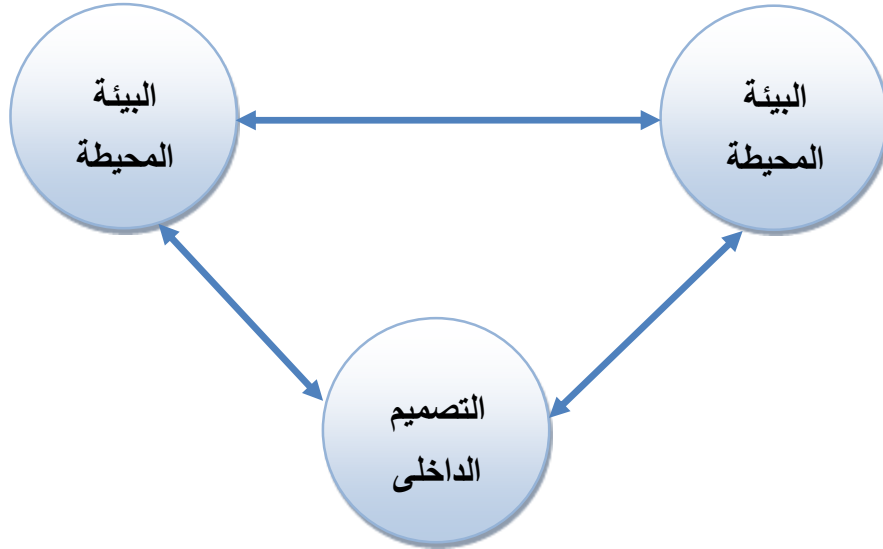 البيئة
المحيطة
البيئة
المحيطة
التصميم
الداخلى